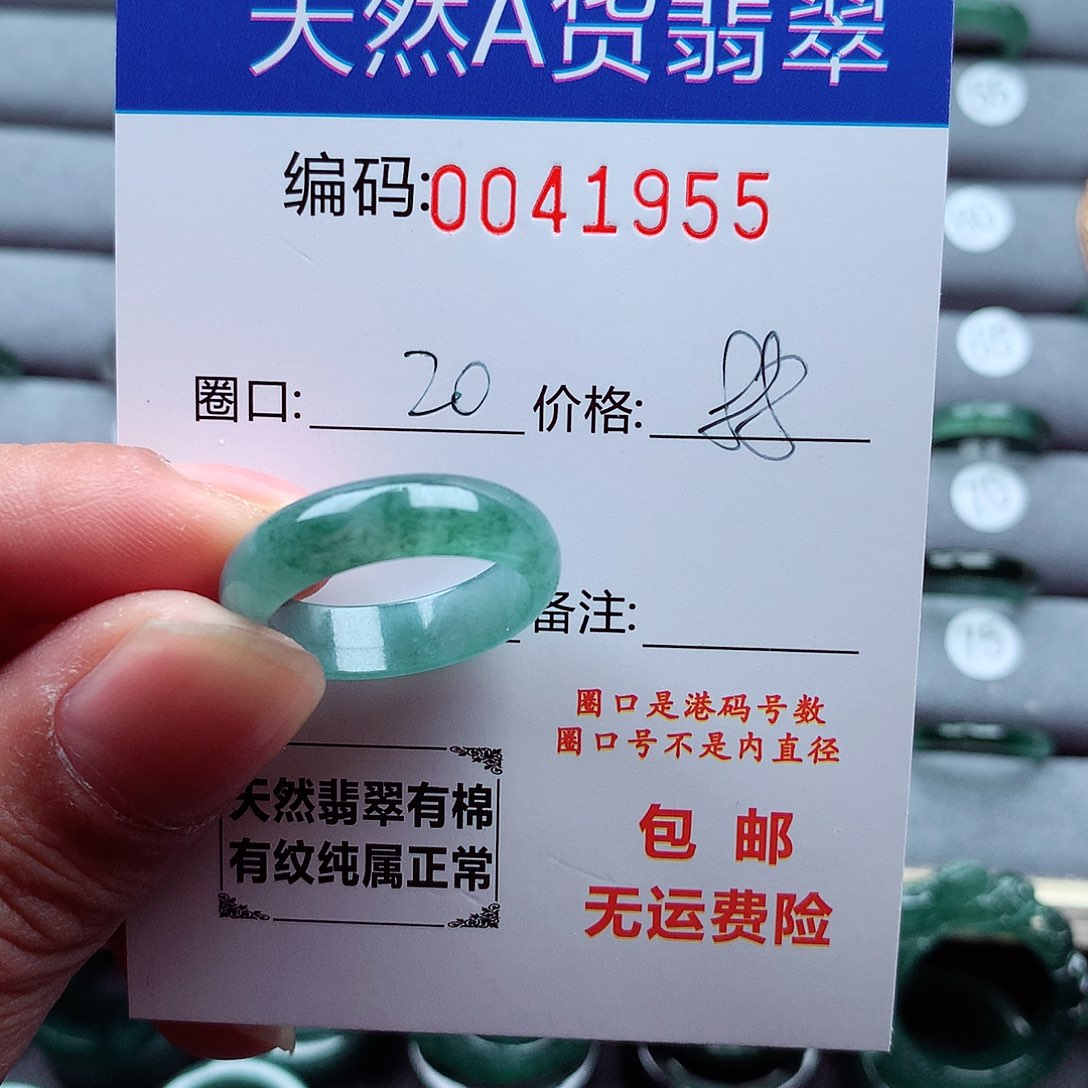 天然A货翡翠
编码:0041955
圈口: 20 价格:
备注:
圈口是港码号数
圈口号不是内直径
天然翡翠有棉
有纹纯属正常
包邮
无运费险